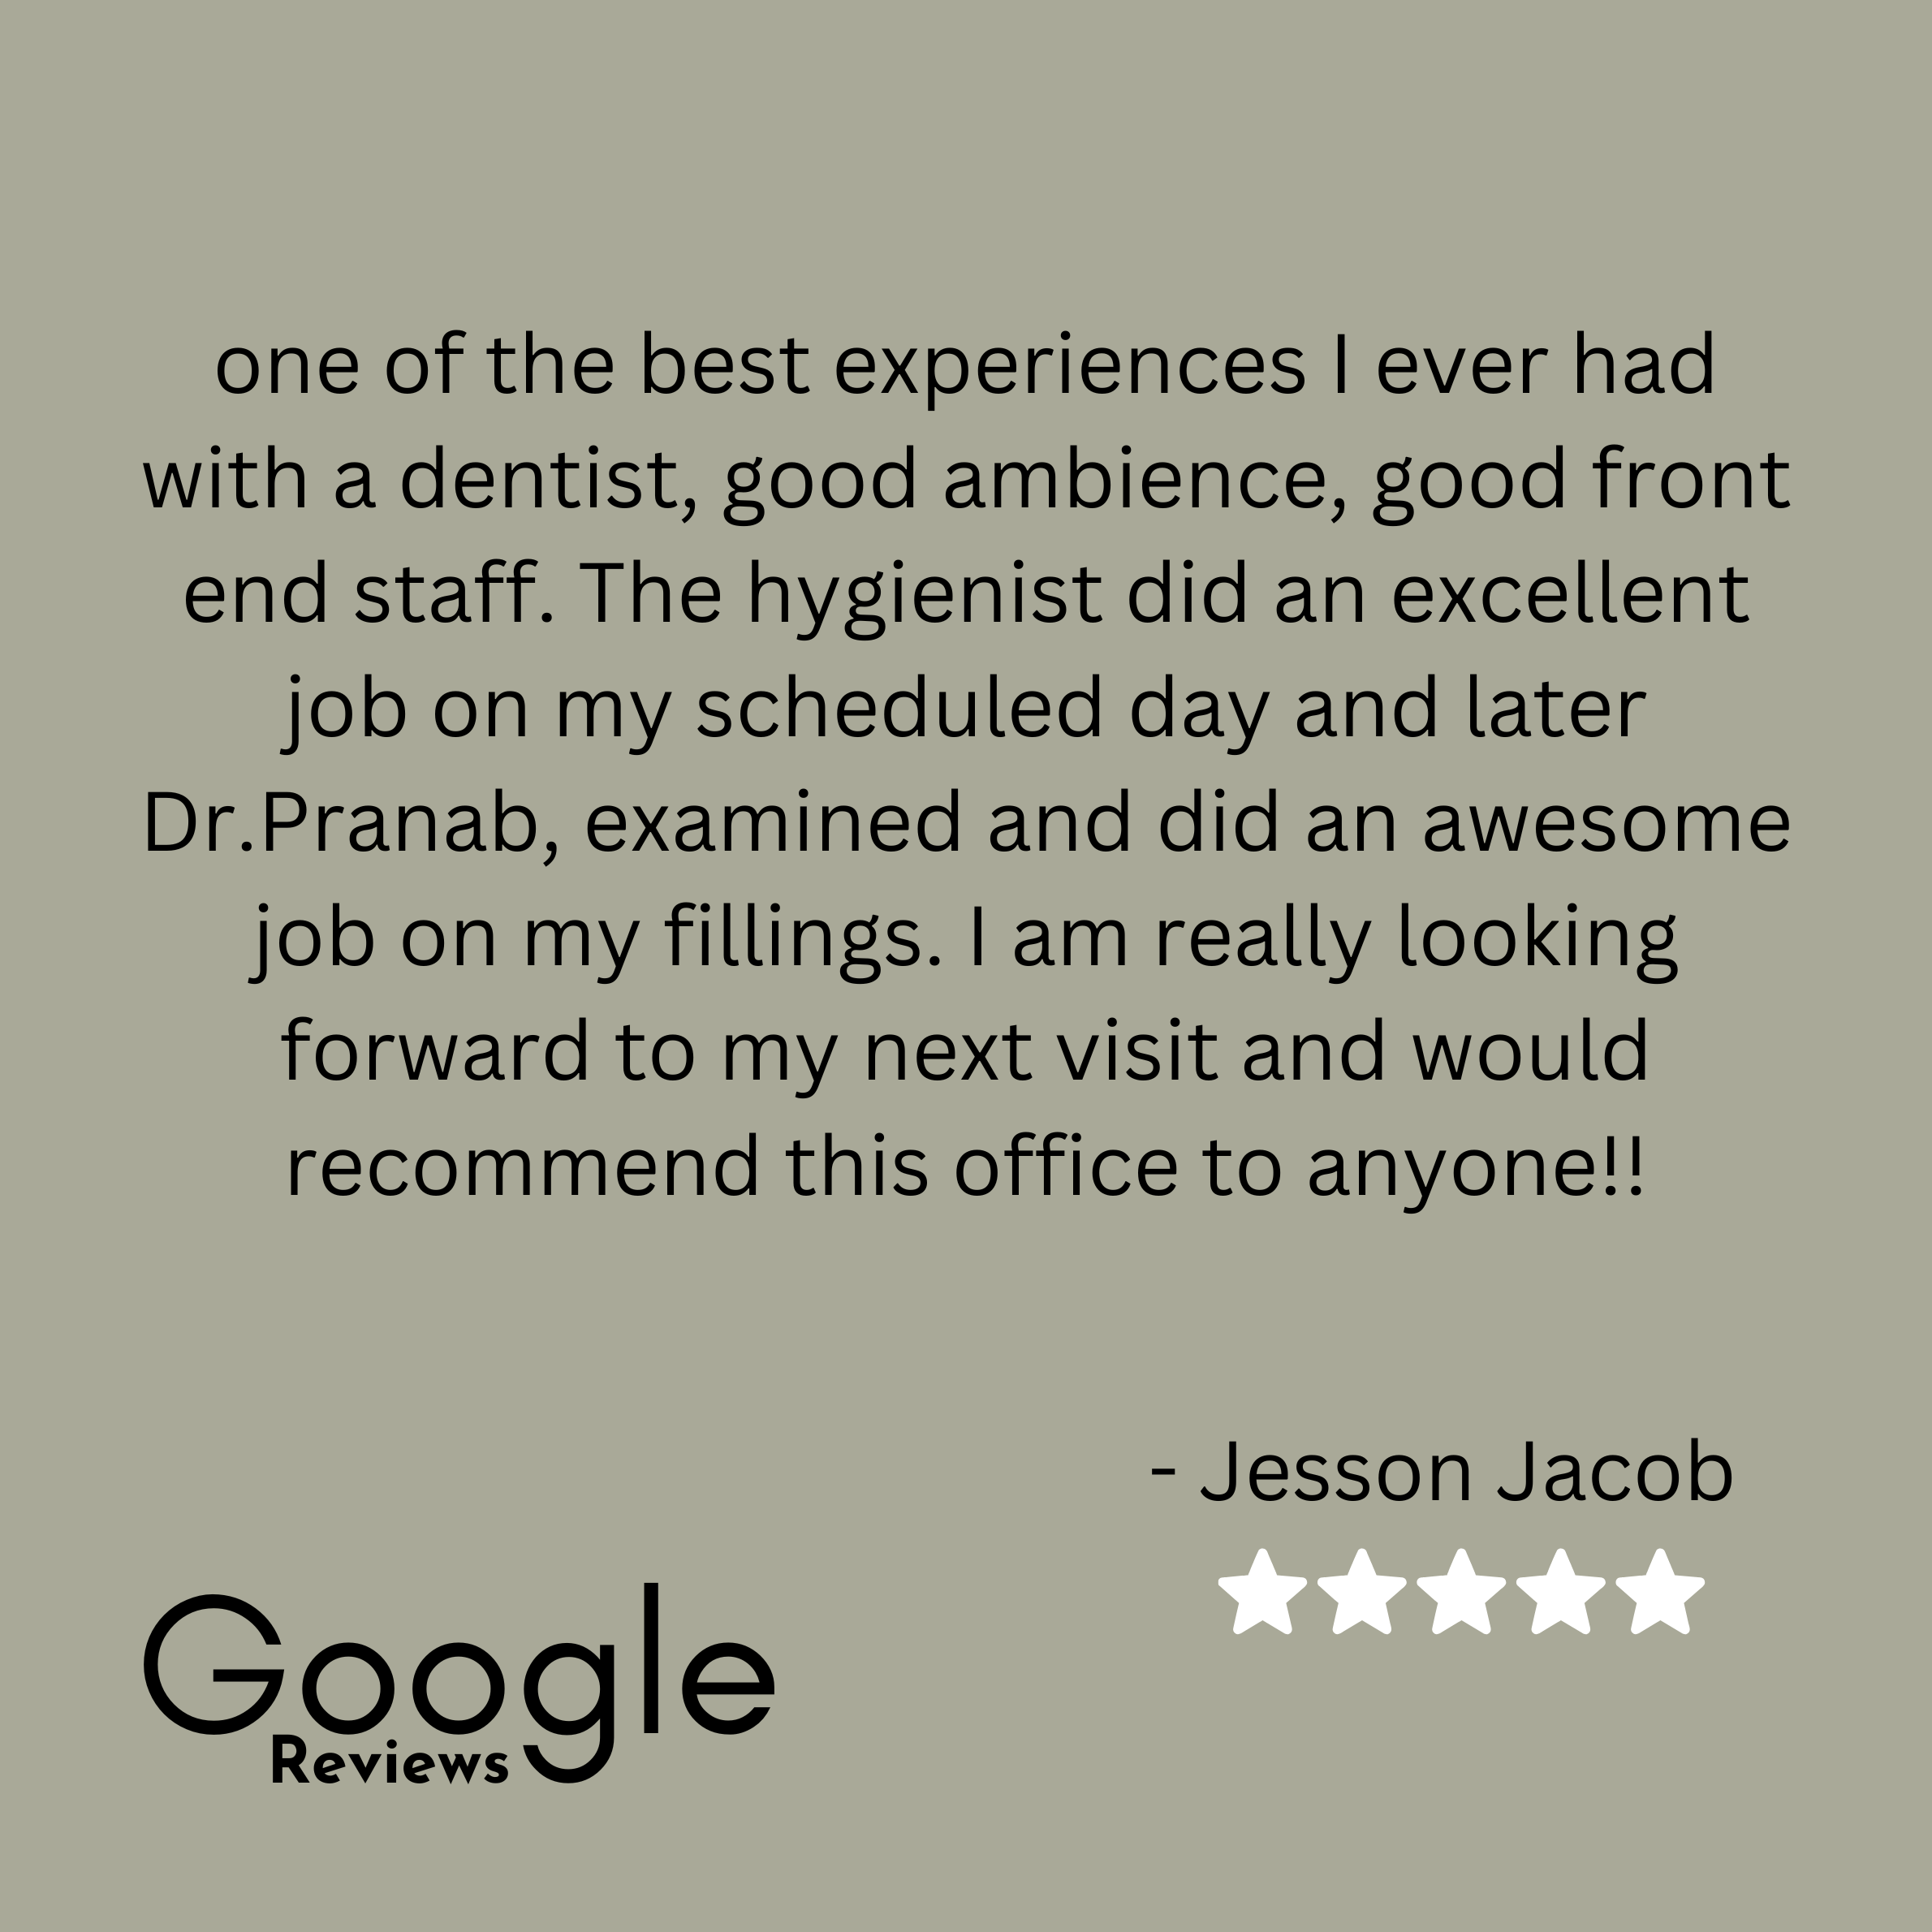 one of the best experiences I ever had
with a dentist, good ambience, good front
end staff. The hygienist did an excellent
job on my scheduled day and later
Dr.Pranab, examined and did an awesome
job on my fillings. I am really looking
forward to my next visit and would
recommend this office to anyone!!
- Jesson Jacob
Google
Reviews